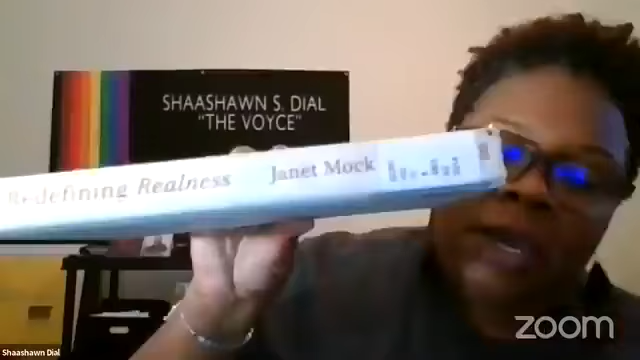 SHAASHAWN S. DIAL
"THE VOYCE"
Redefining Realness Janet Mock
zoom
Shaashawn Dial